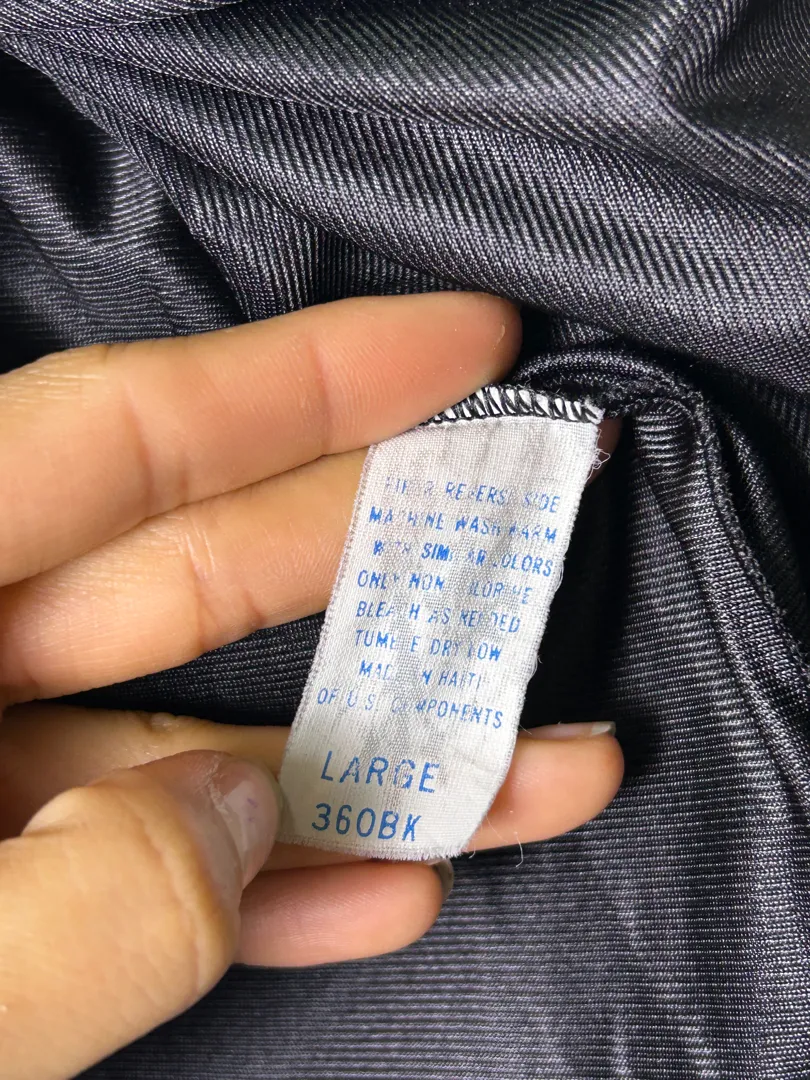 REVERSE SIDE
MACHINE WASH WARM
WITH SIMILAR COLORS
ONLY NON CHLORINE
BLEACH AS NEEDED
TUMBLE DRY LOW
MADE IN HAITI
OF U.S. COMPONENTS
LARGE
360BK